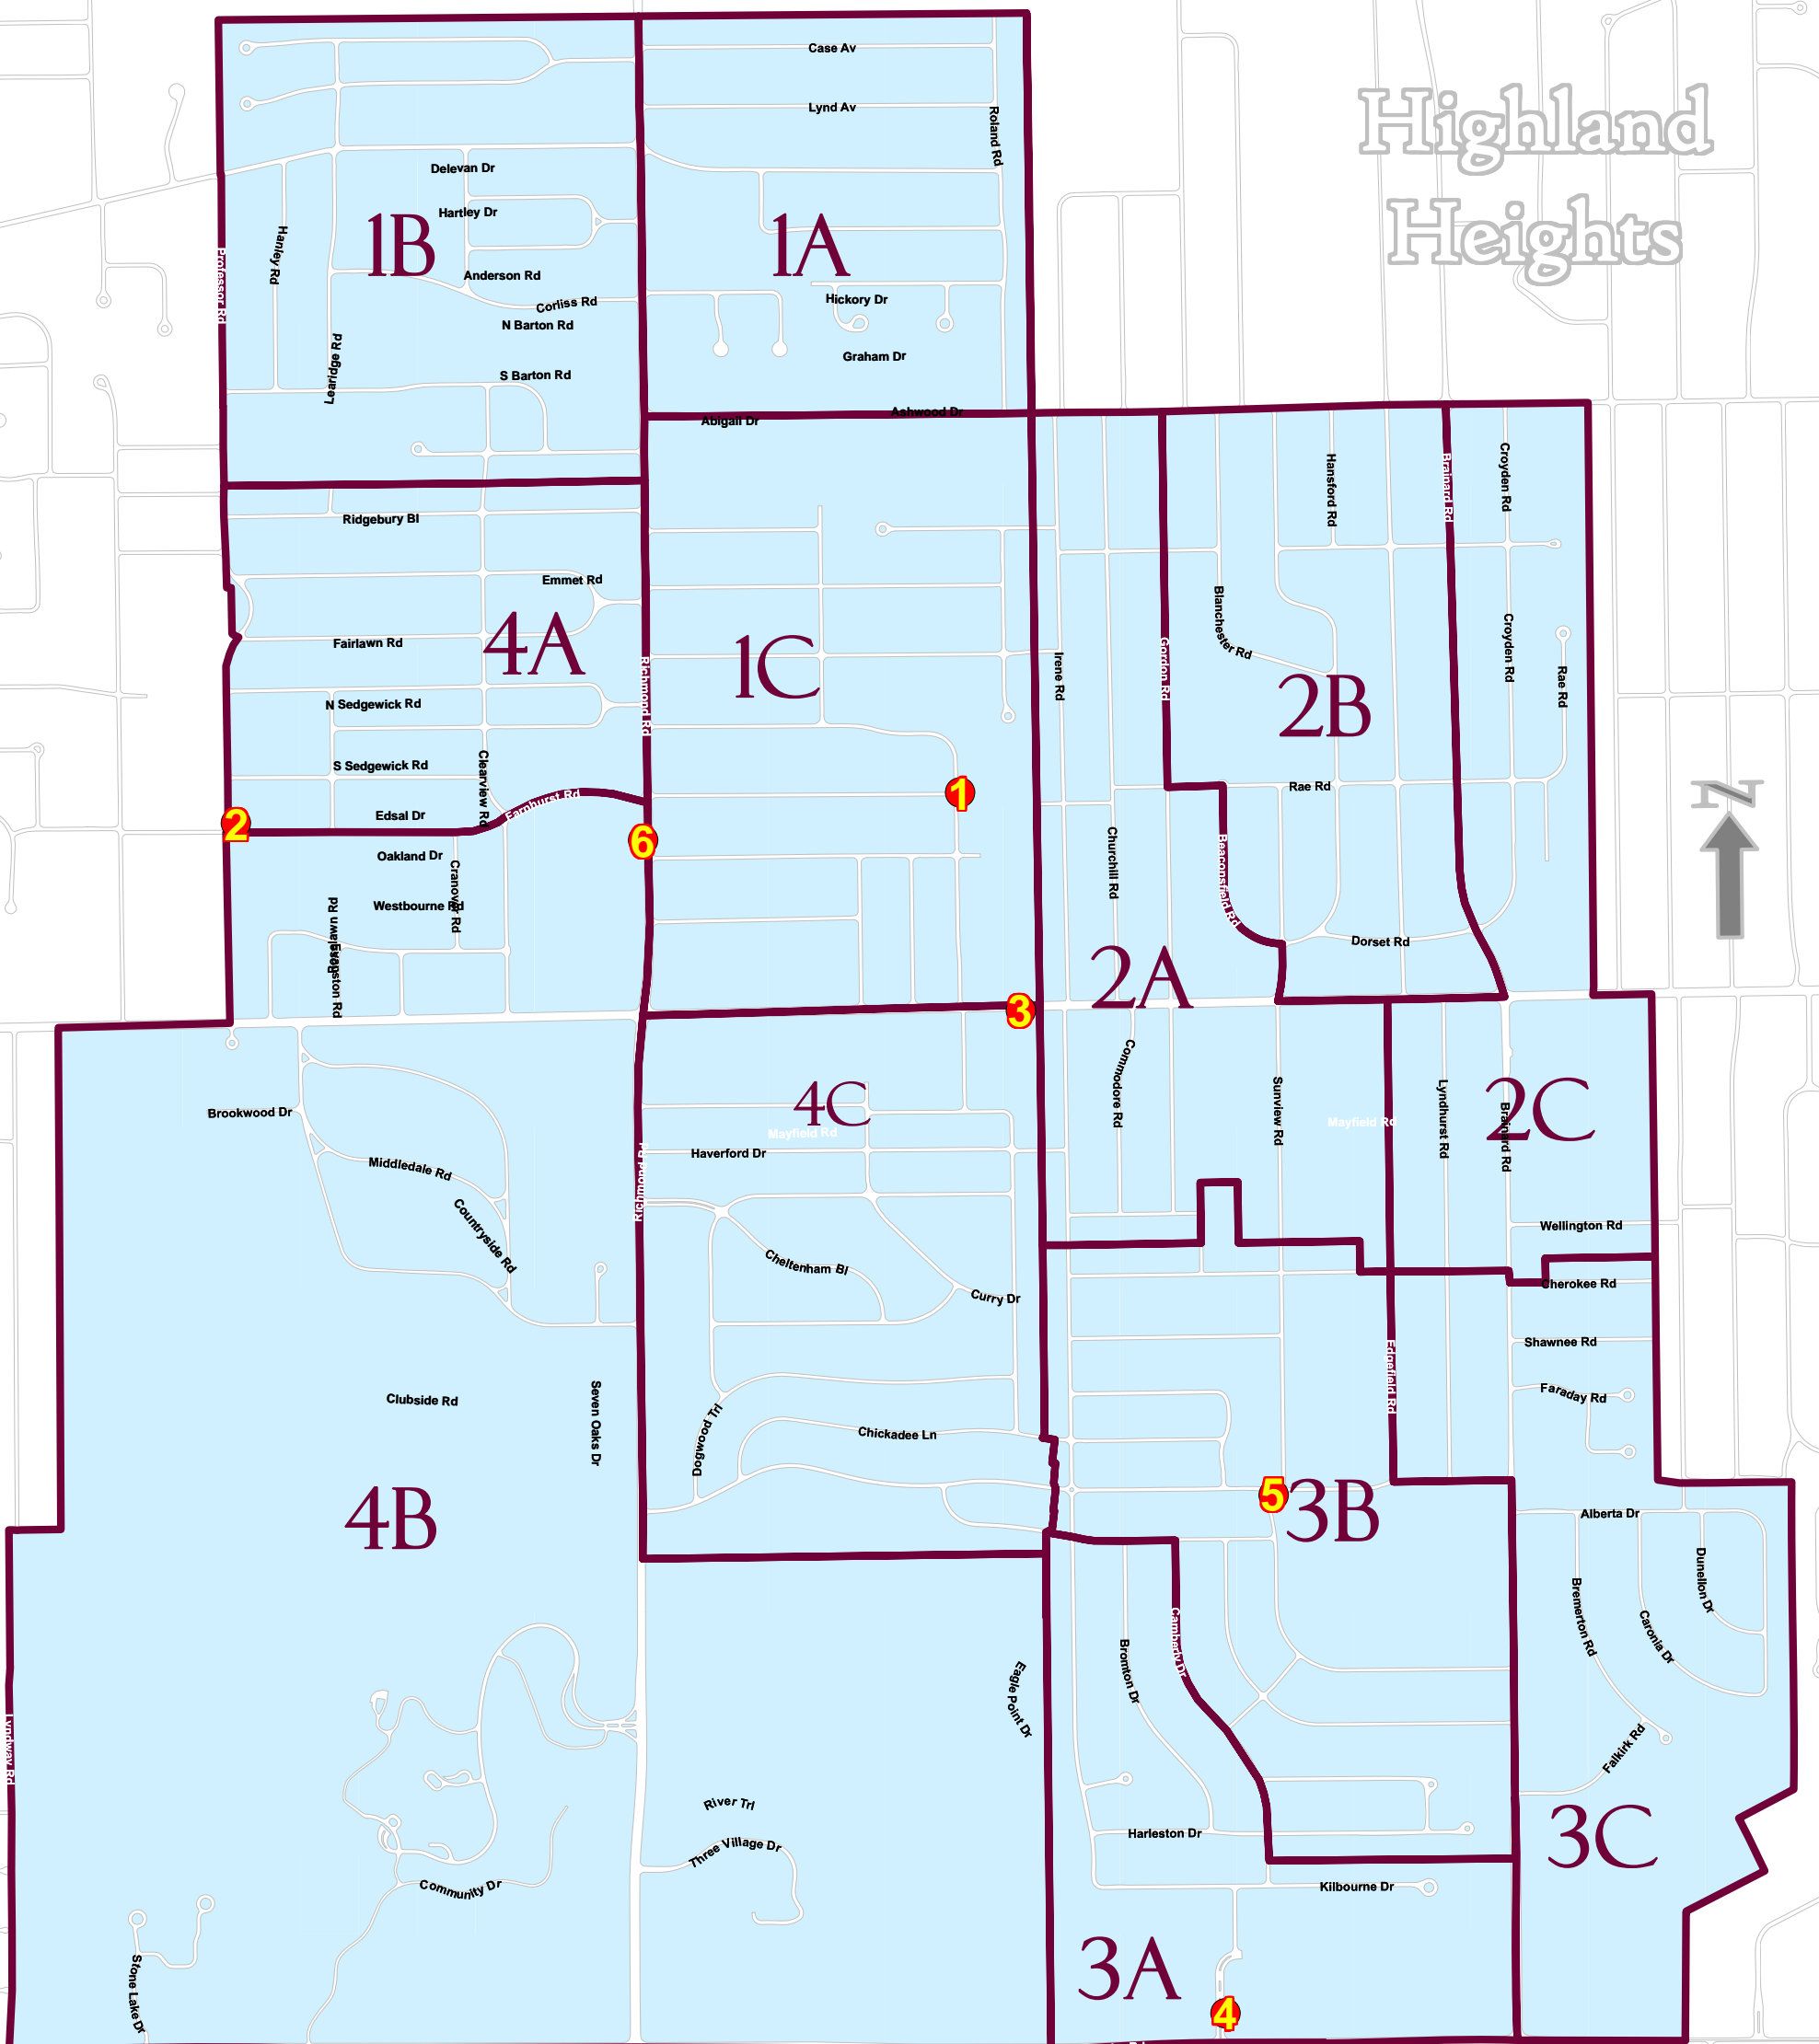 Case Av
Lynd Av
Roland Rd
Highland
Heights
Delevan Dr
Hartley Dr
Hanley Rd
1B
1A
Professor Rd
Anderson Rd
Corliss Rd
Hickory Dr
N Barton Rd
Learidge Rd
Graham Dr
S Barton Rd
Ashwood Dr
Abigail Dr
Hansford Rd
Brainard Rd
Croyden Rd
Ridgebury Bl
Emmet Rd
Fairlawn Rd
4A
1C
Richmond Rd
Irene Rd
Gordon Rd
Blanchester Rd
2B
Croyden Rd
Rae Rd
N Sedgewick Rd
S Sedgewick Rd
Clearview Rd
Farnhurst Rd
Edsal Dr
Rae Rd
N
1
2
6
Oakland Dr
Cranover Rd
Westbourne Rd
Roselawn Rd
Evanston Rd
Churchill Rd
Beaconsfield Rd
Dorset Rd
2A
3
Commodore Rd
Sunview Rd
Mayfield Rd
Lyndhurst Rd
Brainard Rd
2C
Brookwood Dr
4C
Mayfield Rd
Haverford Dr
Richmond Rd
Middledale Rd
Countryside Rd
Wellington Rd
Cheltenham Bl
Curry Dr
Cherokee Rd
Shawnee Rd
Edgefield Rd
Faraday Rd
Clubside Rd
Seven Oaks Dr
Dogwood Trl
Chickadee Ln
4B
5
3B
Alberta Dr
Dunellon Dr
Bremerton Rd
Caronia Dr
Camberly Dr
Bromton Dr
Eagle Point Dr
Lyndway Rd
Falkirk Rd
River Trl
Three Village Dr
Harleston Dr
3C
Community Dr
Kilbourne Dr
Stone Lake Dr
3A
4